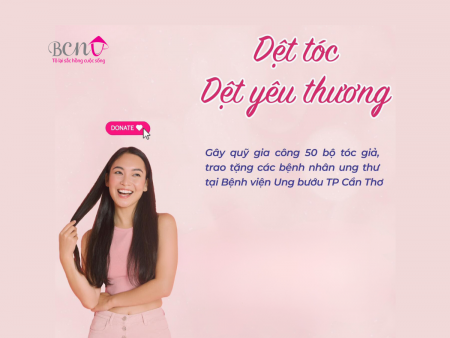 BCNV
Tô lại sắc hồng cuộc sống
Dệt tóc
Dệt yêu thương
DONATE
Gây quỹ gia công 50 bộ tóc giả,
trao tặng các bệnh nhân ung thư
tại Bệnh viện Ung bướu TP Cần Thơ